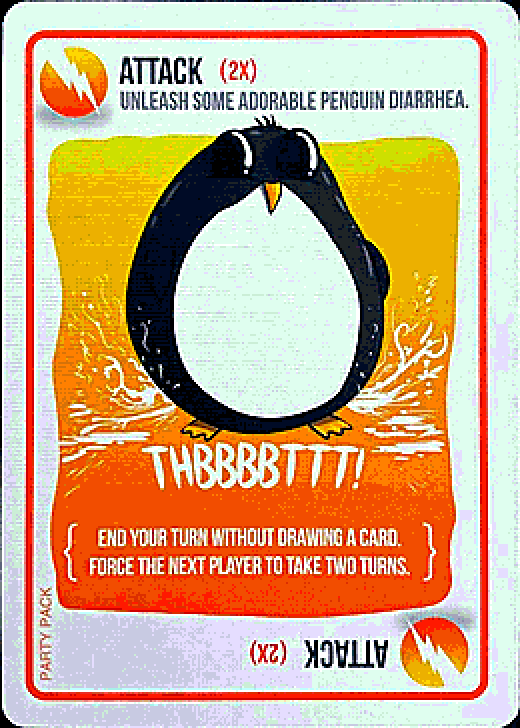 ATTACK (2X)
UNLEASH SOME ADORABLE PENGUIN DIARRHEA.
THBBBBTTT!
{ END YOUR TURN WITHOUT DRAWING A CARD.
FORCE THE NEXT PLAYER TO TAKE TWO TURNS. }
PARTY PACK
ATTACK (2X)